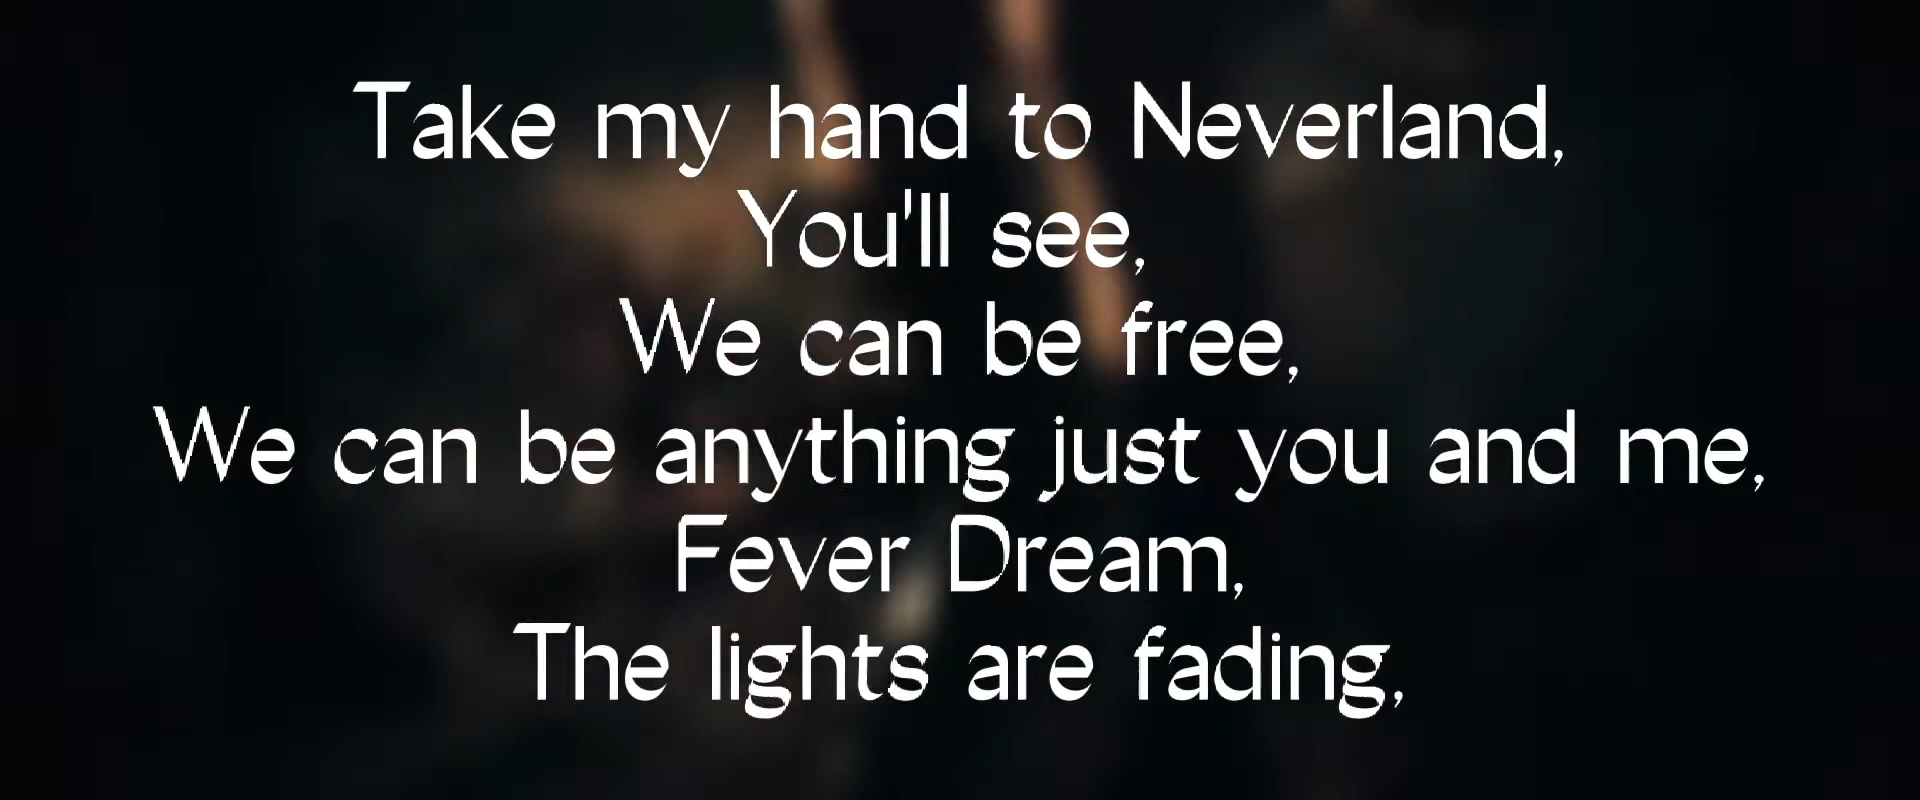 Take my hand to Neverland,
You'll see,
We can be free,
We can be anything just you and me,
Fever Dream,
The lights are fading,